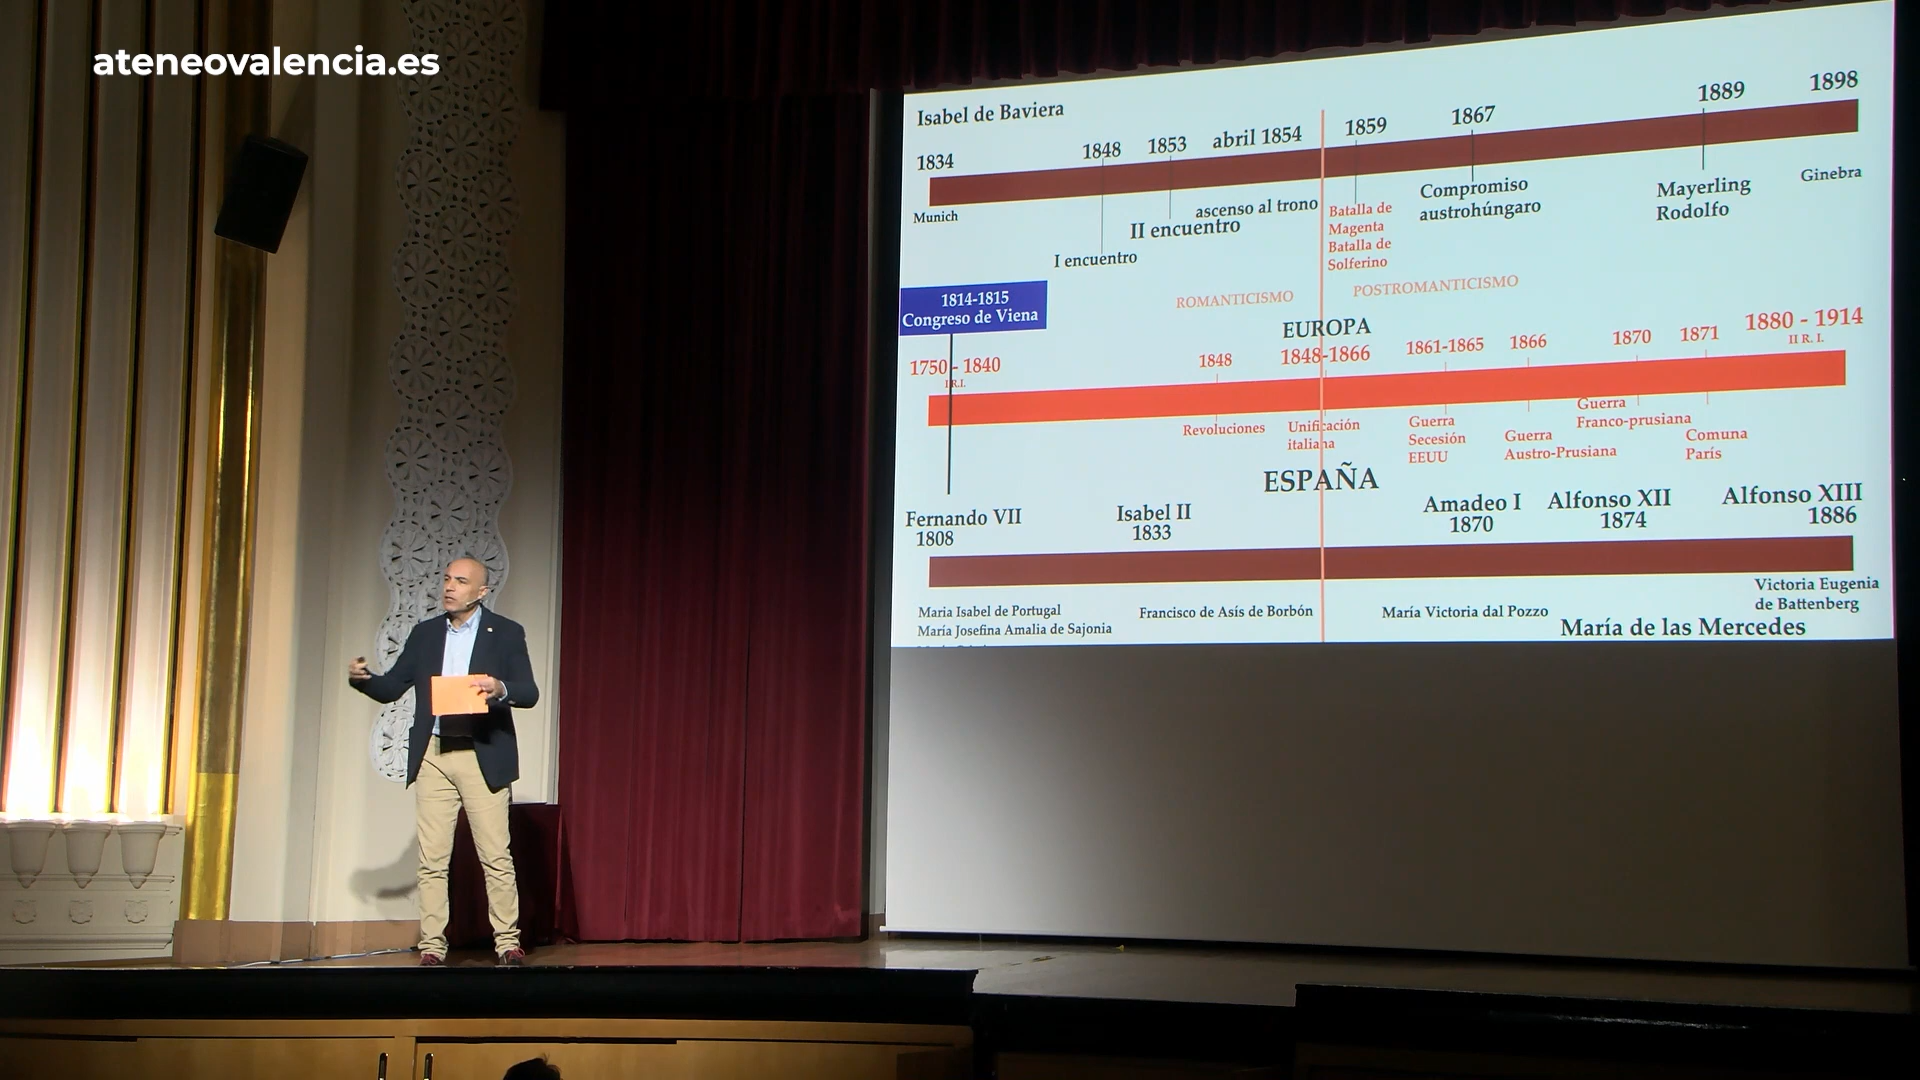 ateneovalencia.es
Isabel de Baviera
1834
1848
1853
abril 1854
1859
1867
1889
1898
Munich
I encuentro
II encuentro
ascenso al trono
Batalla de
Magenta
Batalla de
Solferino
Compromiso
austrohúngaro
Mayerling
Rodolfo
Ginebra
1814-1815
Congreso de Viena
ROMANTICISMO
POSTROMANTICISMO
EUROPA
1750 - 1840
I R.I.
1848
1848-1866
1861-1865
1866
1870
1871
1880 - 1914
II R. I.
Revoluciones
Unificación
italiana
Guerra
Secesión
EEUU
Guerra
Austro-Prusiana
Guerra
Franco-prusiana
Comuna
París
ESPAÑA
Fernando VII
1808
Isabel II
1833
Amadeo I
1870
Alfonso XII
1874
Alfonso XIII
1886
Maria Isabel de Portugal
María Josefina Amalia de Sajonia
Francisco de Asís de Borbón
María Victoria dal Pozzo
María de las Mercedes
Victoria Eugenia
de Battenberg